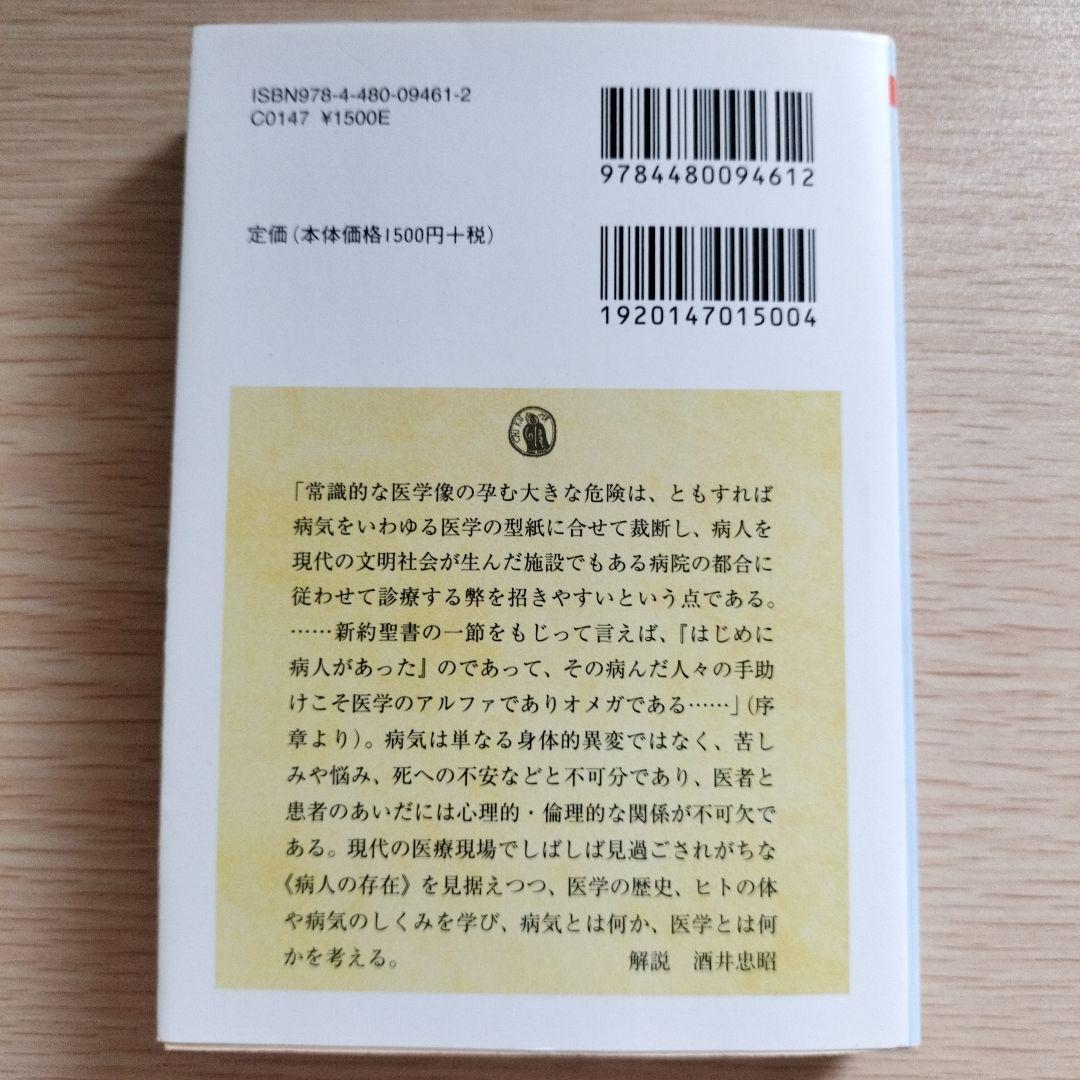 ISBN978-4-480-09461-2
C0147 ¥1500E
9784480094612
定価(本体価格1500円+税)
1920147015004
「常識的な医学像の孕む大きな危険は、ともすれば
病気をいわゆる医学の型紙に合せて裁断し、病人を
現代の文明社会が生んだ施設でもある病院の都合に
従わせて診療する弊を招きやすいという点である。
……新約聖書の一節をもじって言えば、『はじめに
病人があった』のであって、その病んだ人々の手助
けこそ医学のアルファでありオメガである……」(序
章より)。病気は単なる身体的異変ではなく、苦し
みや悩み、死への不安などと不可分であり、医者と
患者のあいだには心理的・倫理的な関係が不可欠で
ある。現代の医療現場でしばしば見過ごされがちな
《病人の存在》を見据えつつ、医学の歴史、ヒトの体
や病気のしくみを学び、病気とは何か、医学とは何
かを考える。 解説 酒井忠昭